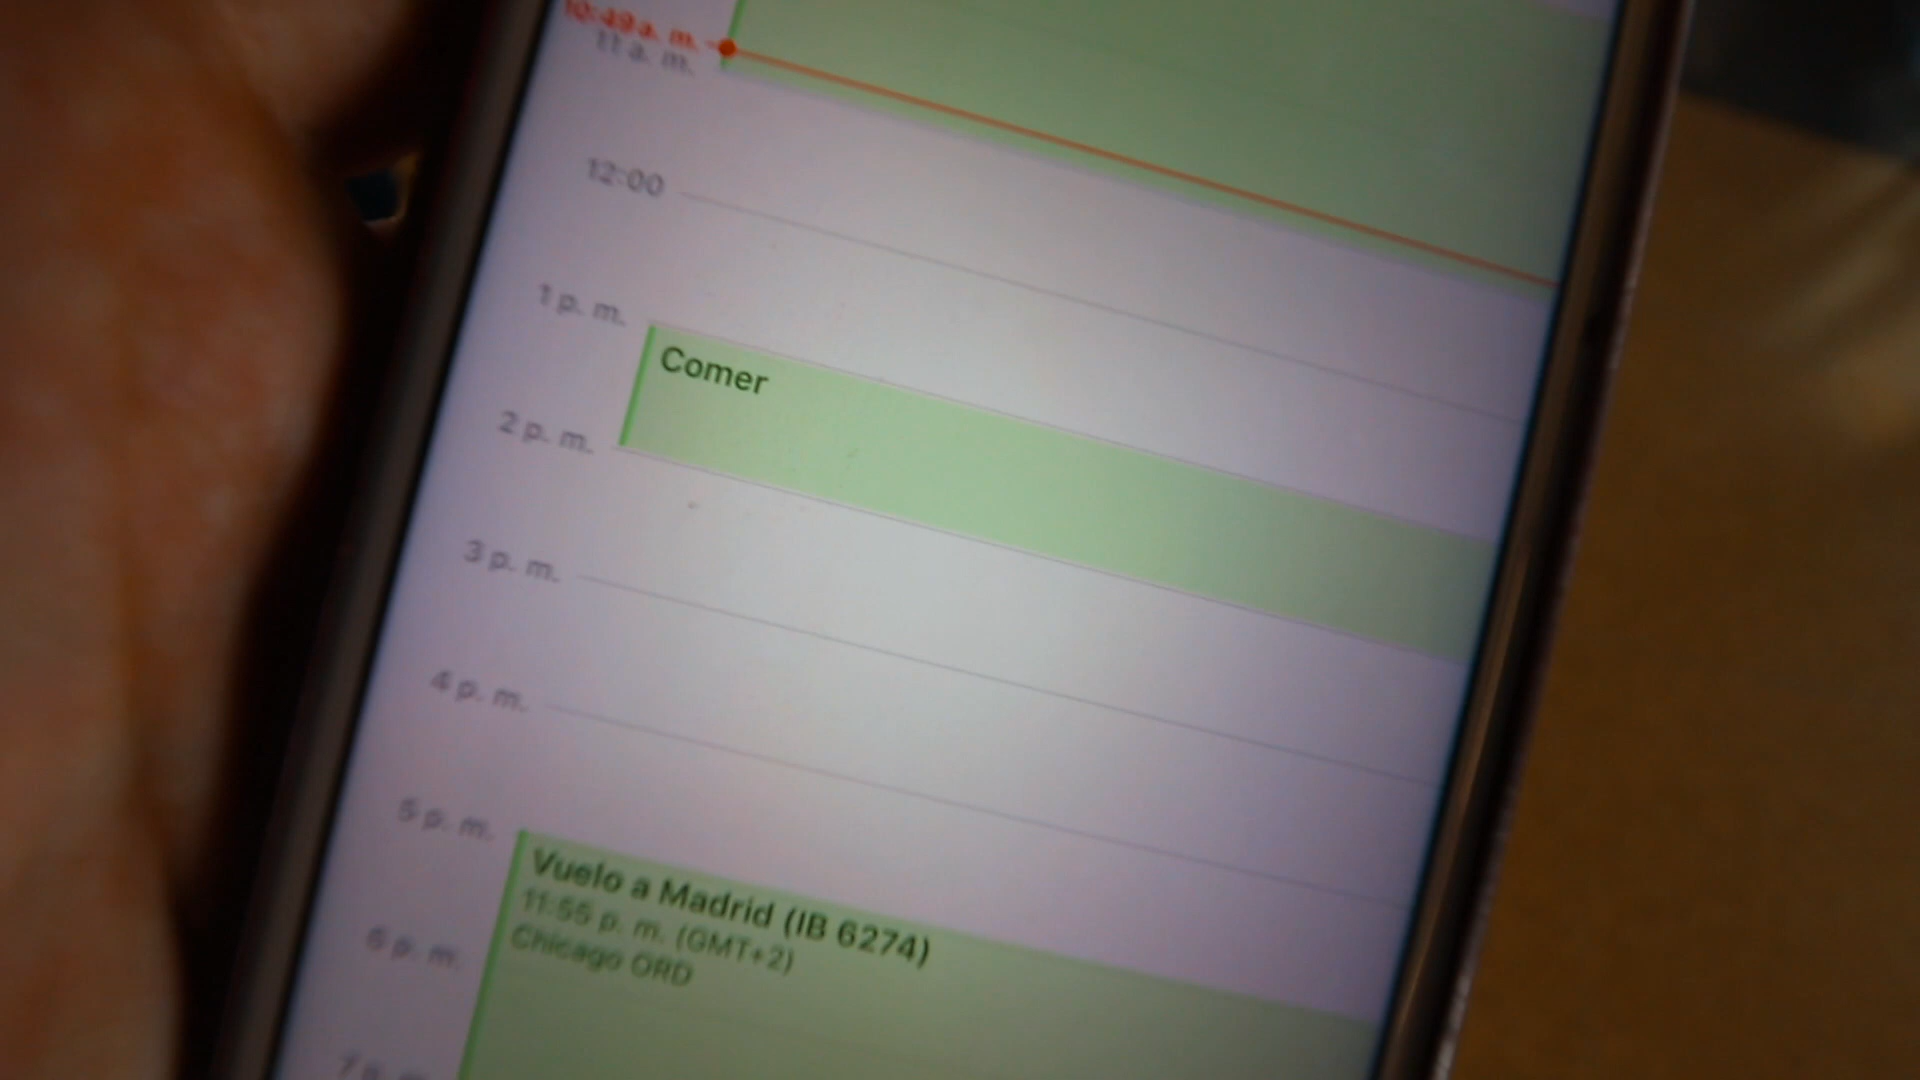 10:49 a. m.
11 a. m.
12:00
1 p. m.
Comer
2 p. m.
3 p. m.
4 p. m.
5 p. m.
Vuelo a Madrid (IB 6274)
11:55 p. m. (GMT+2)
Chicago ORD
6 p. m.